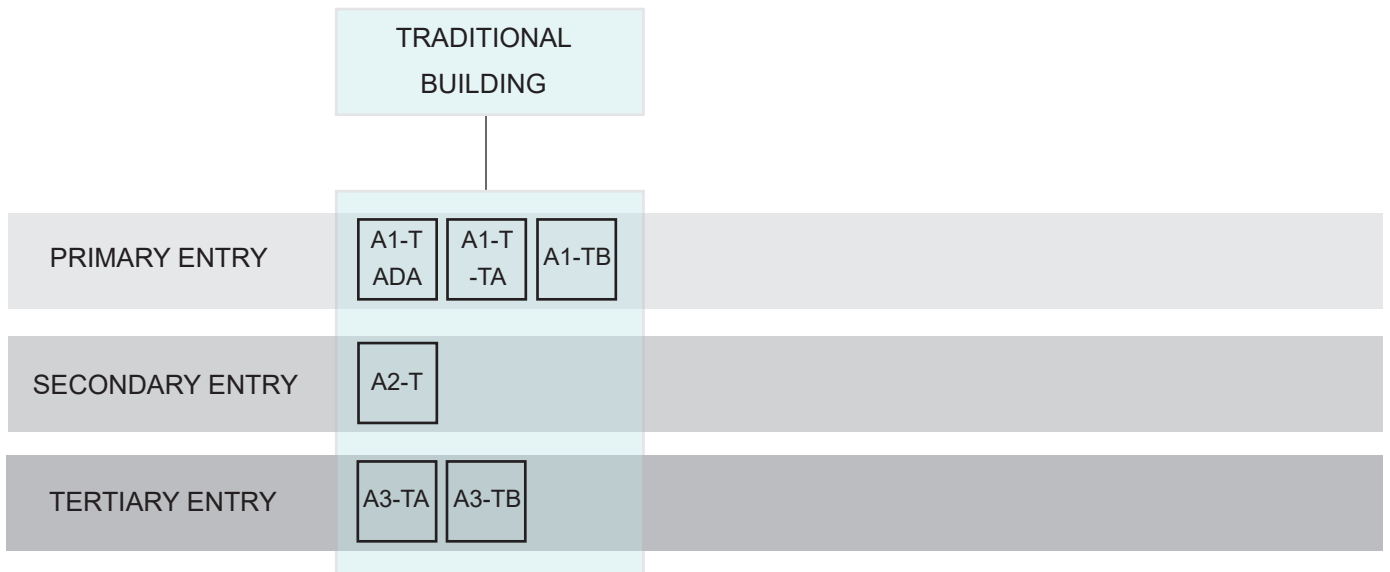 TRADITIONAL
BUILDING
PRIMARY ENTRY
A1-T
ADA
A1-T
-TA
A1-TB
SECONDARY ENTRY
A2-T
TERTIARY ENTRY
A3-TA
A3-TB